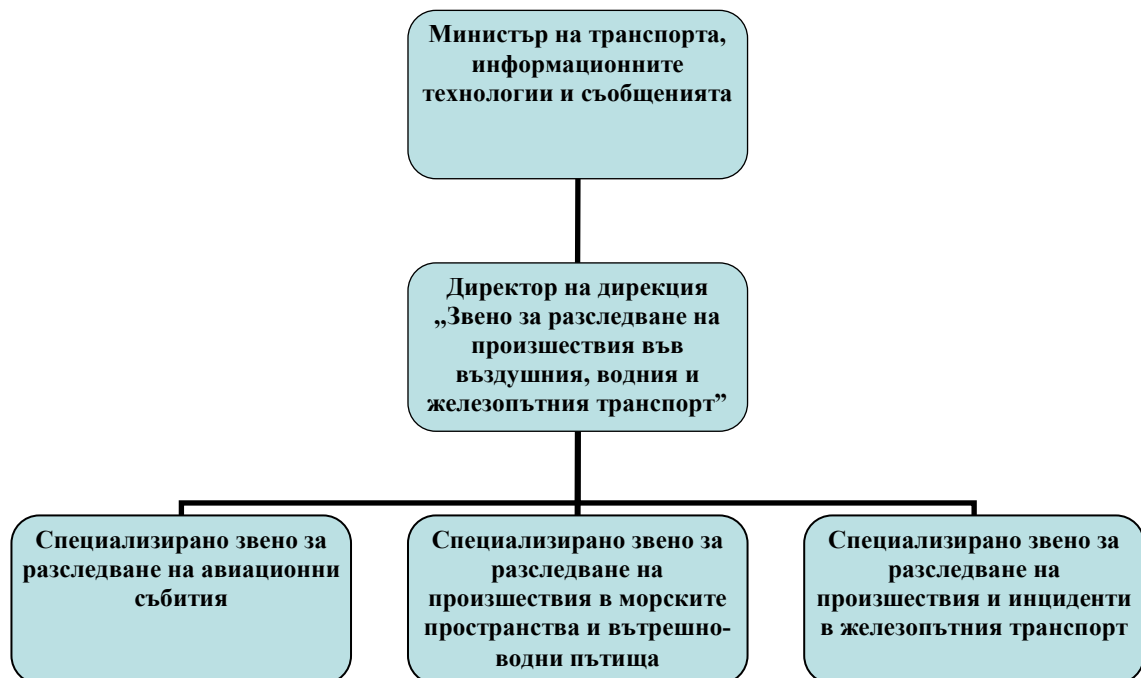 Министър на транспорта,
информационните
технологии и съобщенията
Директор на дирекция
„Звено за разследване на
произшествия във
въздушния, водния и
железопътния транспорт”
Специализирано звено за
разследване на авиационни
събития
Специализирано звено за
разследване на
произшествия в морските
пространства и вътрешно-
водни пътища
Специализирано звено за
разследване на
произшествия и инциденти
в железопътния транспорт